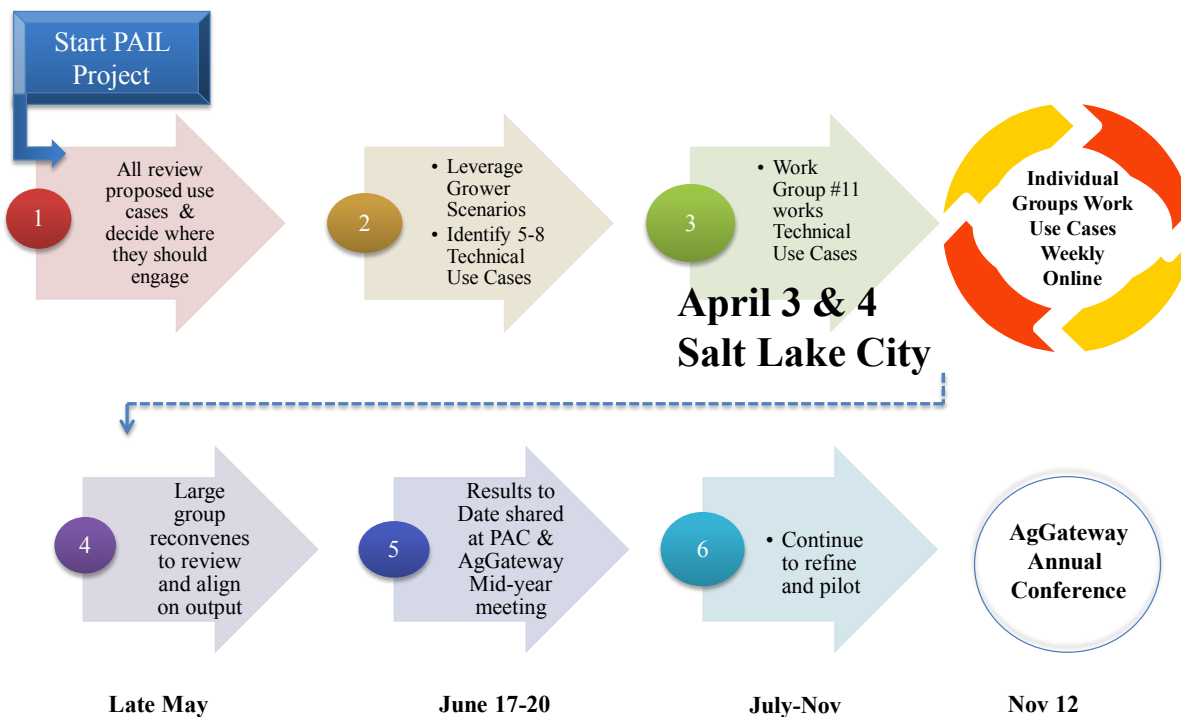 Start PAIL
Project
1
All review
proposed use
cases &
decide where
they should
engage
2
• Leverage
Grower
Scenarios
• Identify 5-8
Technical
Use Cases
3
• Work
Group #11
works
Technical
Use Cases
April 3 & 4
Salt Lake City
Individual
Groups Work
Use Cases
Weekly
Online
4
Large
group
reconvenes
to review
and align
on output
5
Results to
Date shared
at PAC &
AgGateway
Mid-year
meeting
6
• Continue
to refine
and pilot
AgGateway
Annual
Conference
Late May
June 17-20
July-Nov
Nov 12